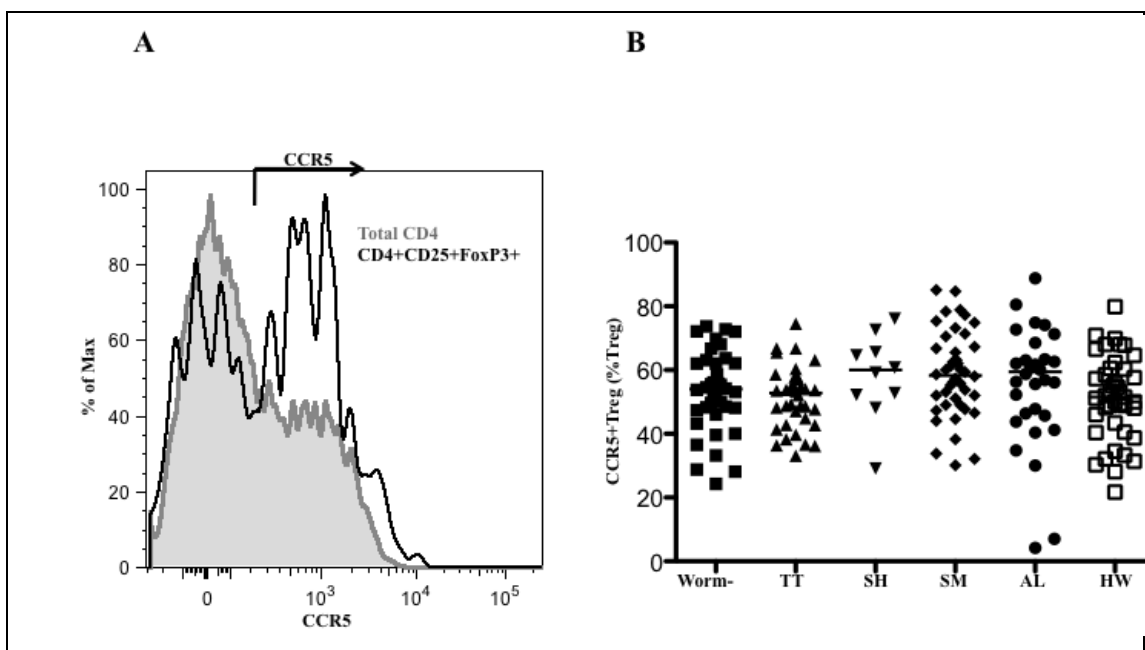 A
B
CCR5
Total CD4
CD4+CD25+FoxP3+
% of Max
100
80
60
40
20
0
0
10³
10⁴
10⁵
CCR5
CCR5+Treg (%Treg)
100
80
60
40
20
0
Worm-
TT
SH
SM
AL
HW